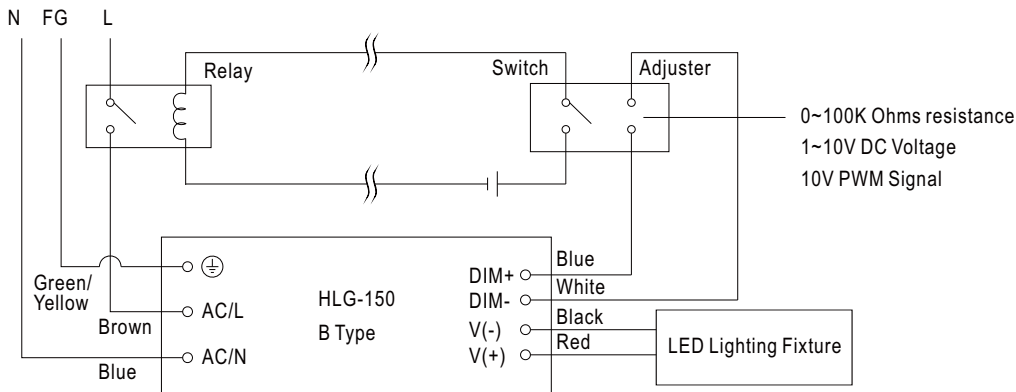 N FG L
Relay
Switch
Adjuster
0~100K Ohms resistance
1~10V DC Voltage
10V PWM Signal
Green/
Yellow
Brown
Blue
AC/L
AC/N
HLG-150
B Type
DIM+
DIM-
V(-)
V(+)
Blue
White
Black
Red
LED Lighting Fixture